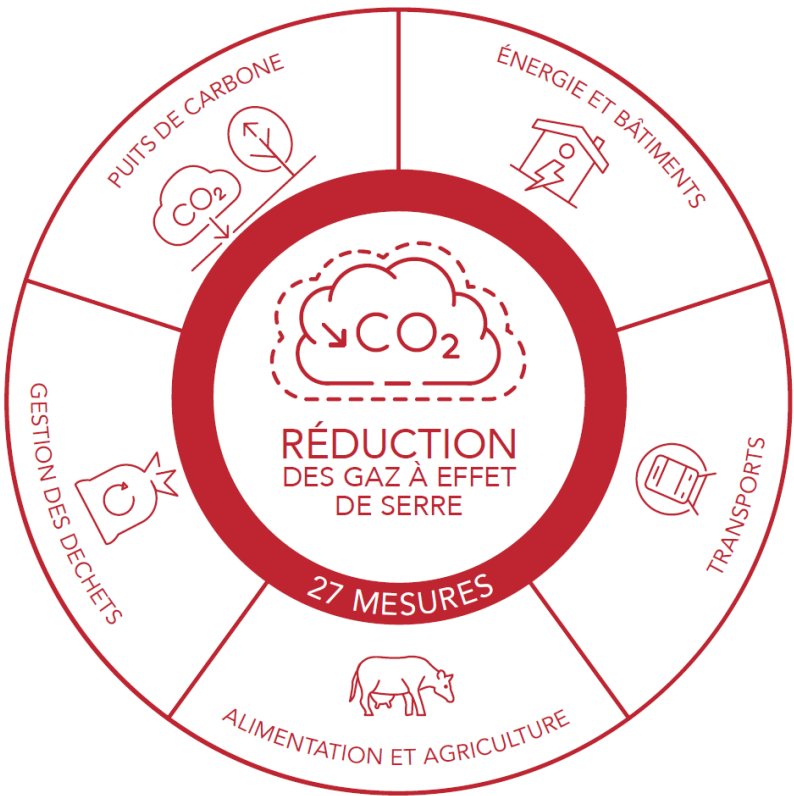 PUITS DE CARBONE
ÉNERGIE ET BÂTIMENTS
CO2
CO2
RÉDUCTION
DES GAZ À EFFET
DE SERRE
GESTION DES DECHETS
TRANSPORTS
27 MESURES
ALIMENTATION ET AGRICULTURE